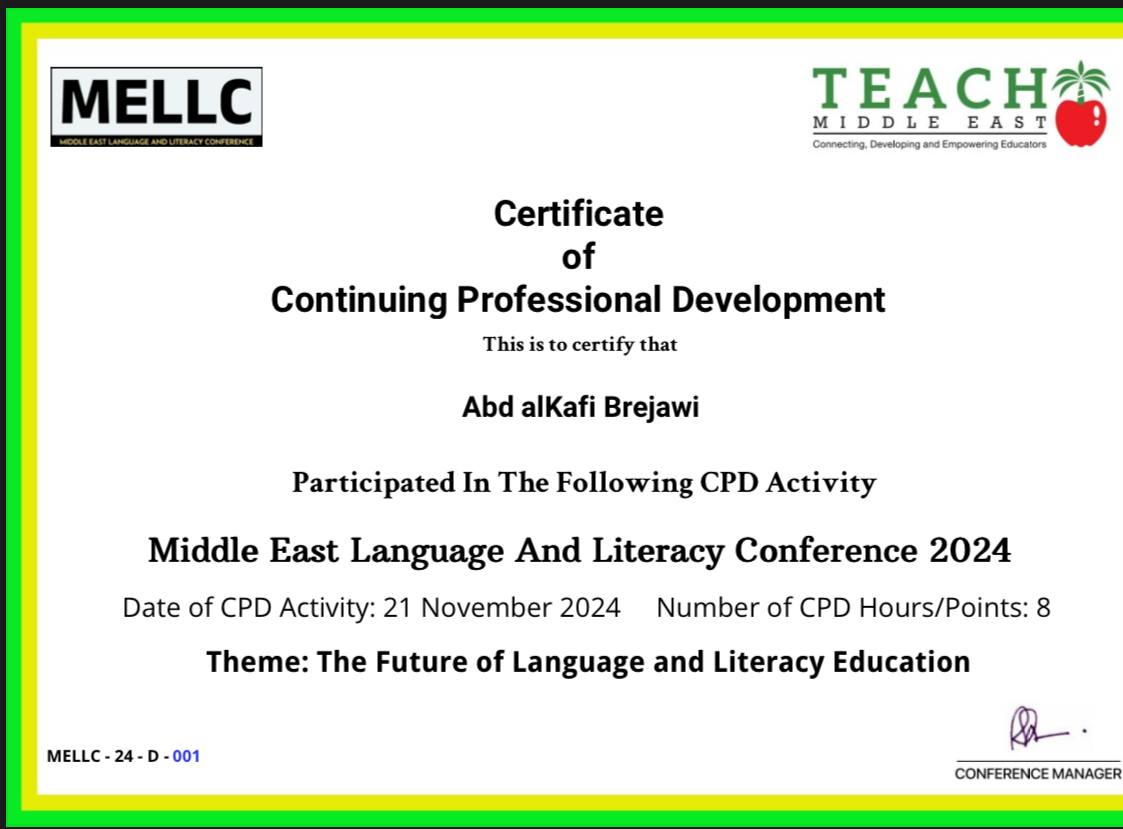 MELLC
MIDDLE EAST LANGUAGE AND LITERACY CONFERENCE
TEACH
MIDDLE EAST
Connecting, Developing and Empowering Educators
Certificate
of
Continuing Professional Development
This is to certify that
Abd alKafi Brejawi
Participated In The Following CPD Activity
Middle East Language And Literacy Conference 2024
Date of CPD Activity: 21 November 2024 Number of CPD Hours/Points: 8
Theme: The Future of Language and Literacy Education
MELLC - 24 - D - 001
CONFERENCE MANAGER